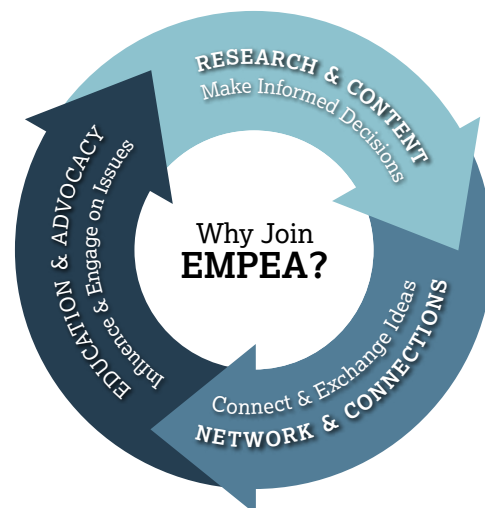 RESEARCH & CONTENT
Make Informed Decisions
Why Join
EMPEA?
Connect & Exchange Ideas
NETWORK & CONNECTIONS
EDUCATION & ADVOCACY
Influence & Engage on Issues